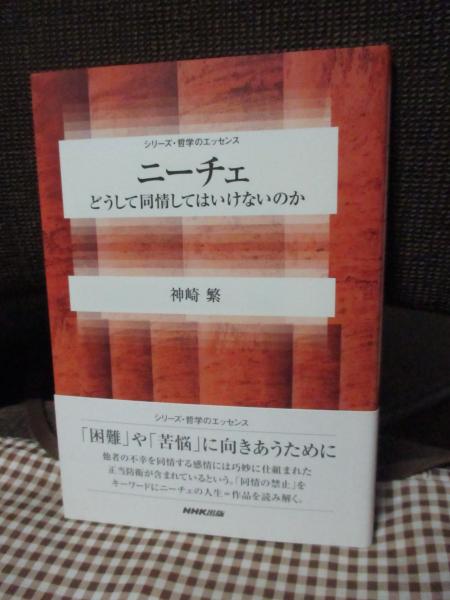 シリーズ・哲学のエッセンス
ニーチェ
どうして同情してはいけないのか
神崎 繁
シリーズ・哲学のエッセンス
「困難」や「苦悩」に向きあうために
他者の不幸を同情する感情には巧妙に仕組まれた
正当防衛が含まれているという。「同情の禁止」を
キーワードにニーチェの人生＝作品を読み解く。
NHK出版